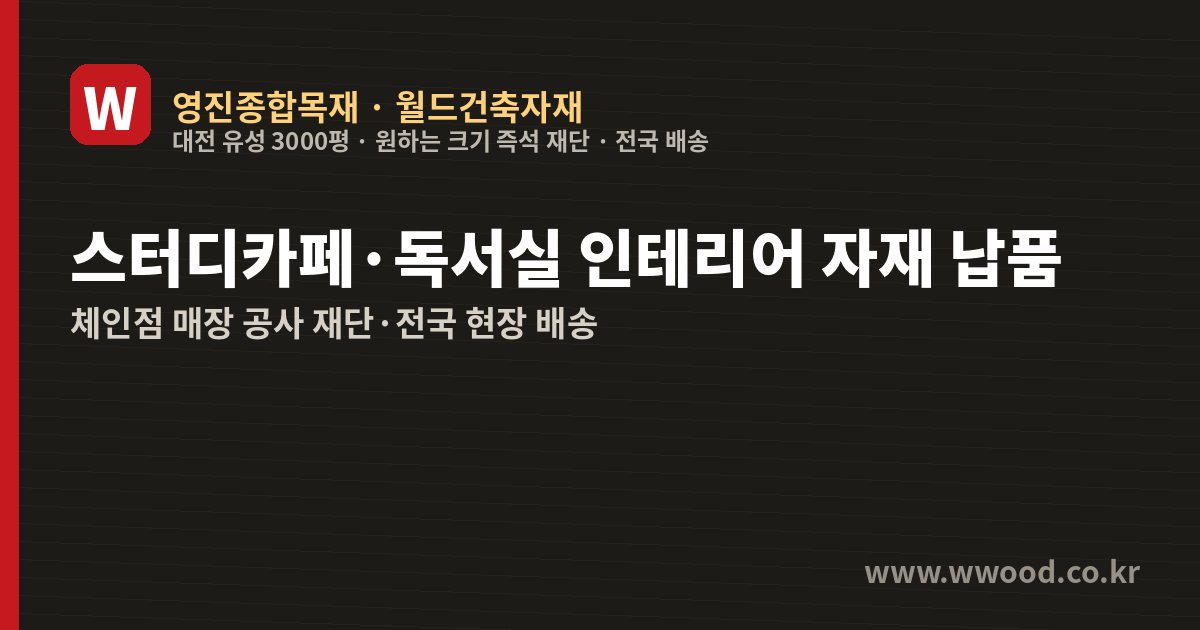 W
영진종합목재 · 월드건축자재
대전 유성 3000평 · 원하는 크기 즉석 재단 · 전국 배송
스터디카페·독서실 인테리어 자재 납품
체인점 매장 공사 재단·전국 현장 배송
www.wwood.co.kr